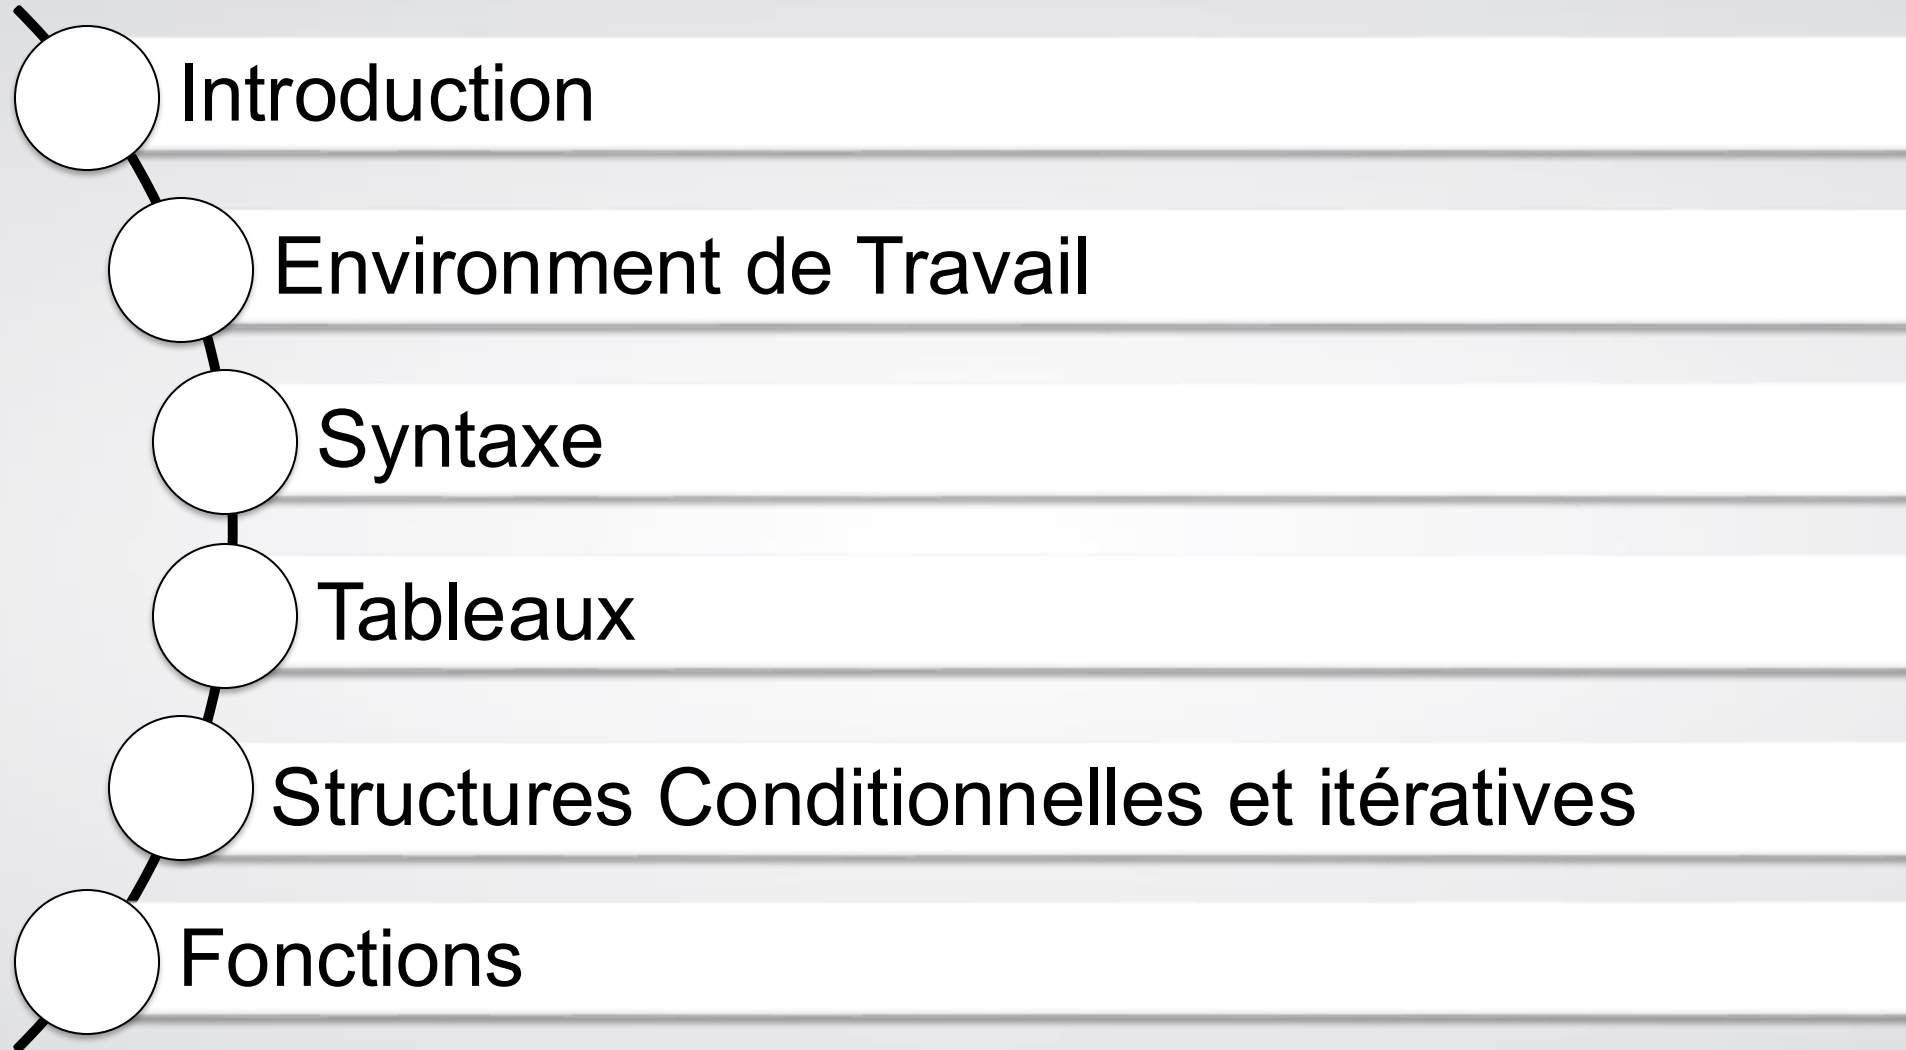 Introduction
Environment de Travail
Syntaxe
Tableaux
Structures Conditionnelles et itératives
Fonctions